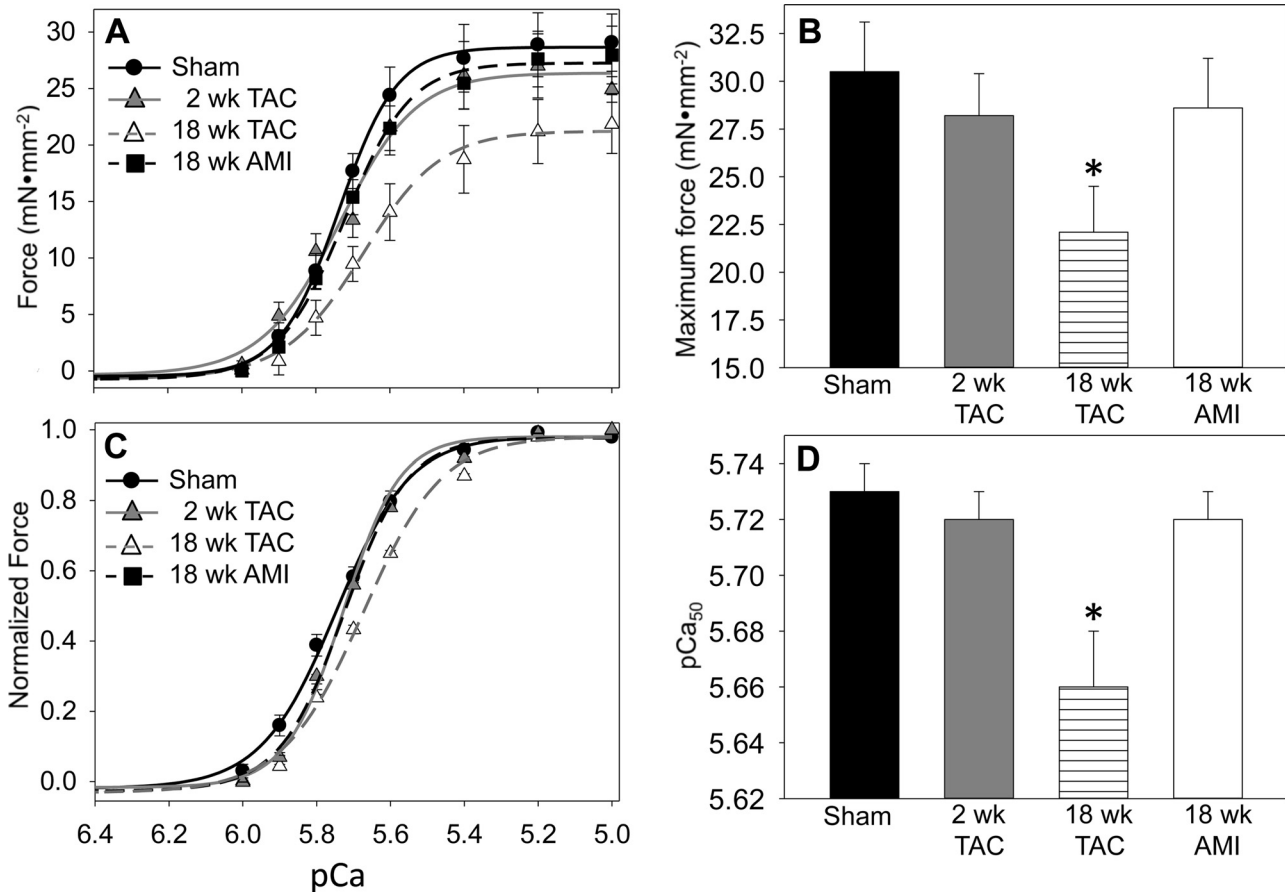 A
Force (mN•mm-2)
30
25
20
15
10
5
0
Sham
2 wk TAC
18 wk TAC
18 wk AMI
B
Maximum force (mN•mm-2)
32.5
30.0
27.5
25.0
22.5
20.0
17.5
15.0
*
Sham
2 wk
TAC
18 wk
TAC
18 wk
AMI
C
Normalized Force
1.0
0.8
0.6
0.4
0.2
0.0
Sham
2 wk TAC
18 wk TAC
18 wk AMI
6.4 6.2 6.0 5.8 5.6 5.4 5.2 5.0
pCa
D
pCa50
5.74
5.72
5.70
5.68
5.66
5.64
5.62
*
Sham
2 wk
TAC
18 wk
TAC
18 wk
AMI